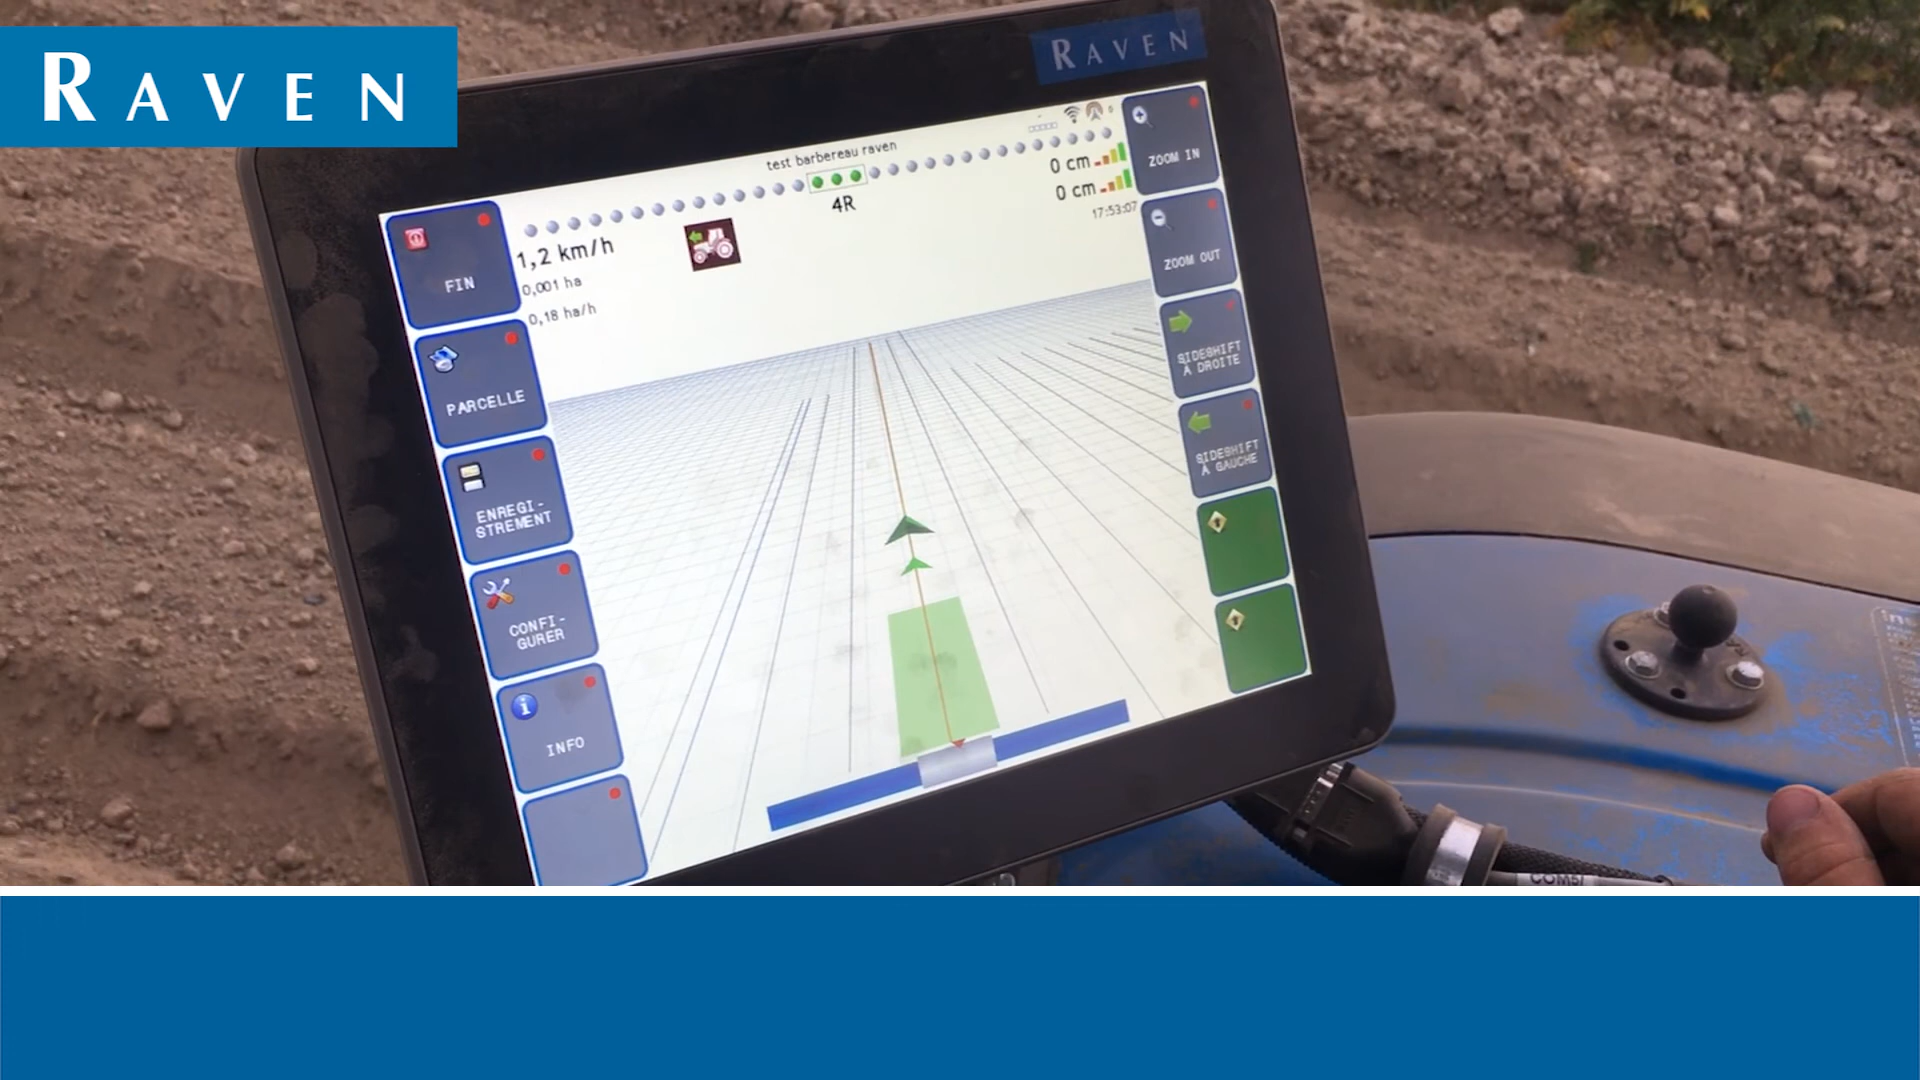 RAVEN
RAVEN
test barbereau raven
4R
0 cm
0 cm
17:53:07
1,2 km/h
0,001 ha
0,18 ha/h
FIN
PARCELLE
ENREGI-
STREMENT
CONFI-
GURER
INFO
ZOOM IN
ZOOM OUT
SIDESHIFT
A DROITE
SIDESHIFT
A GAUCHE